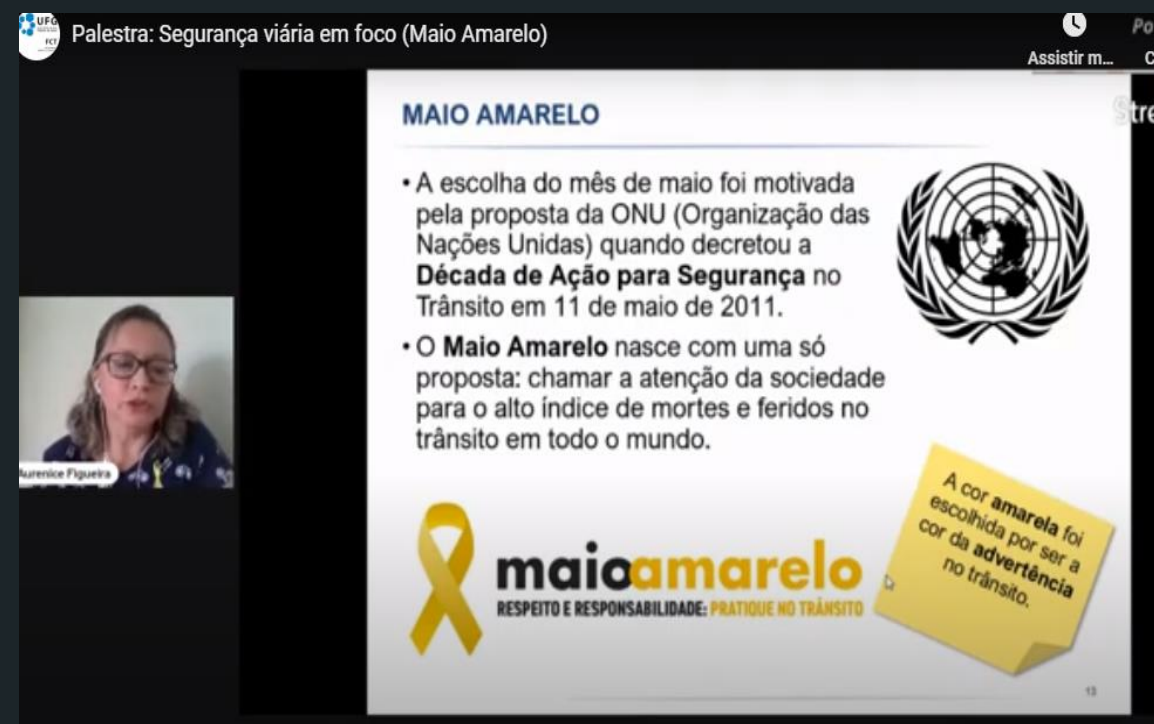 UFG
FCT
Palestra: Segurança viária em foco (Maio Amarelo)
Assistir m...
MAIO AMARELO
• A escolha do mês de maio foi motivada
pela proposta da ONU (Organização das
Nações Unidas) quando decretou a
Década de Ação para Segurança no
Trânsito em 11 de maio de 2011.
• O Maio Amarelo nasce com uma só
proposta: chamar a atenção da sociedade
para o alto índice de mortes e feridos no
trânsito em todo o mundo.
Aurenice Figueira
maioamarelo
RESPEITO E RESPONSABILIDADE: PRATIQUE NO TRÂNSITO
A cor amarela foi
escolhida por ser a
cor da advertência
no trânsito.
13